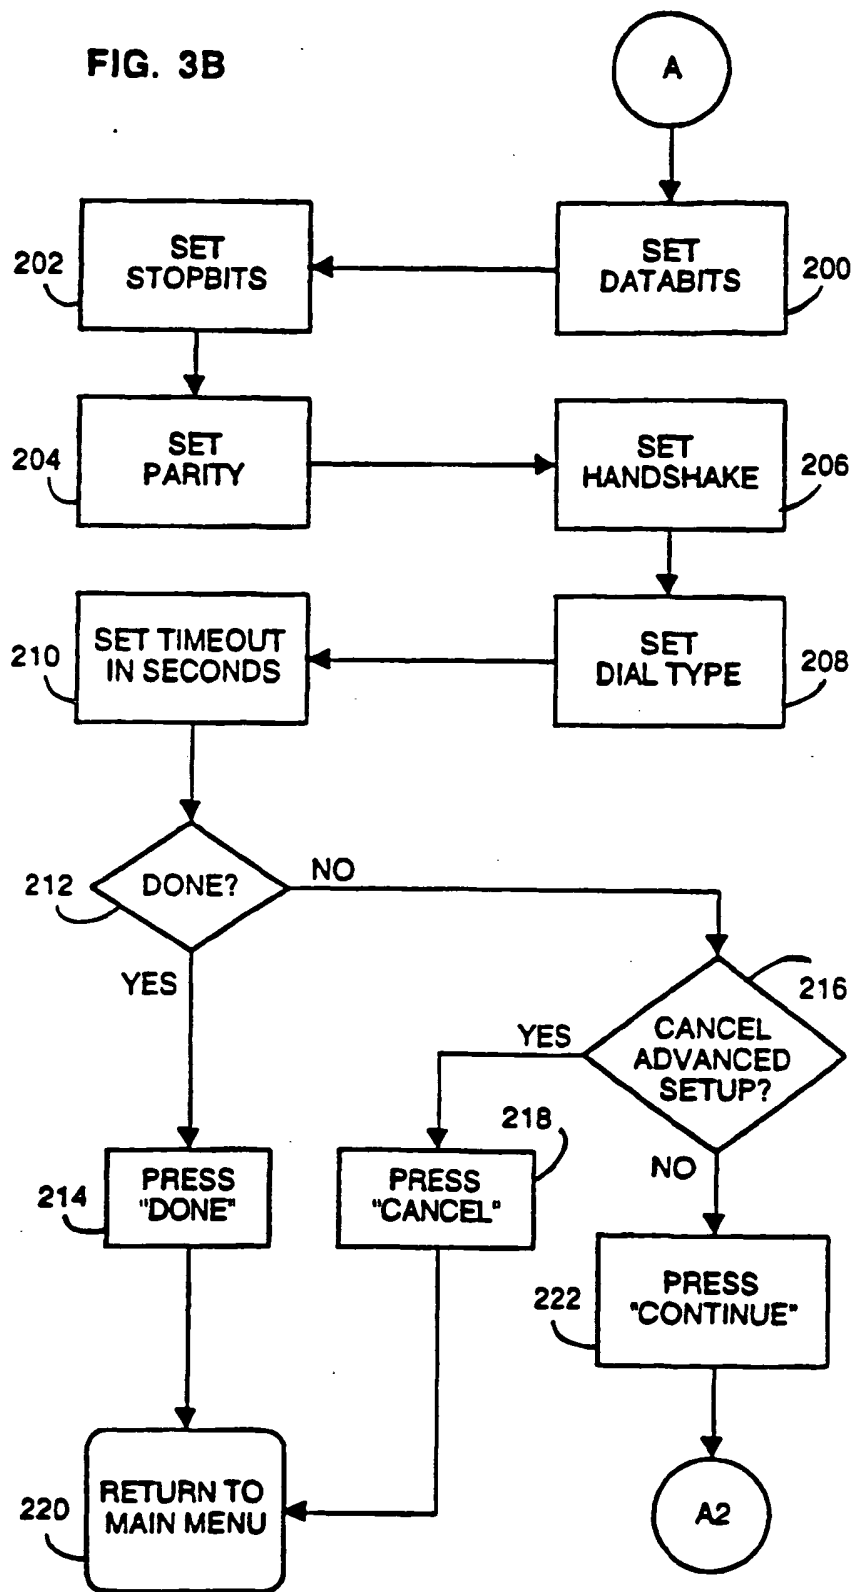 FIG. 3B
A
SET
DATABITS
200
SET
STOPBITS
202
SET
PARITY
204
SET
HANDSHAKE
206
SET
DIAL TYPE
208
SET TIMEOUT
IN SECONDS
210
DONE?
212
NO
YES
CANCEL
ADVANCED
SETUP?
216
YES
NO
PRESS
"DONE"
214
PRESS
"CANCEL"
218
PRESS
"CONTINUE"
222
RETURN TO
MAIN MENU
220
A2